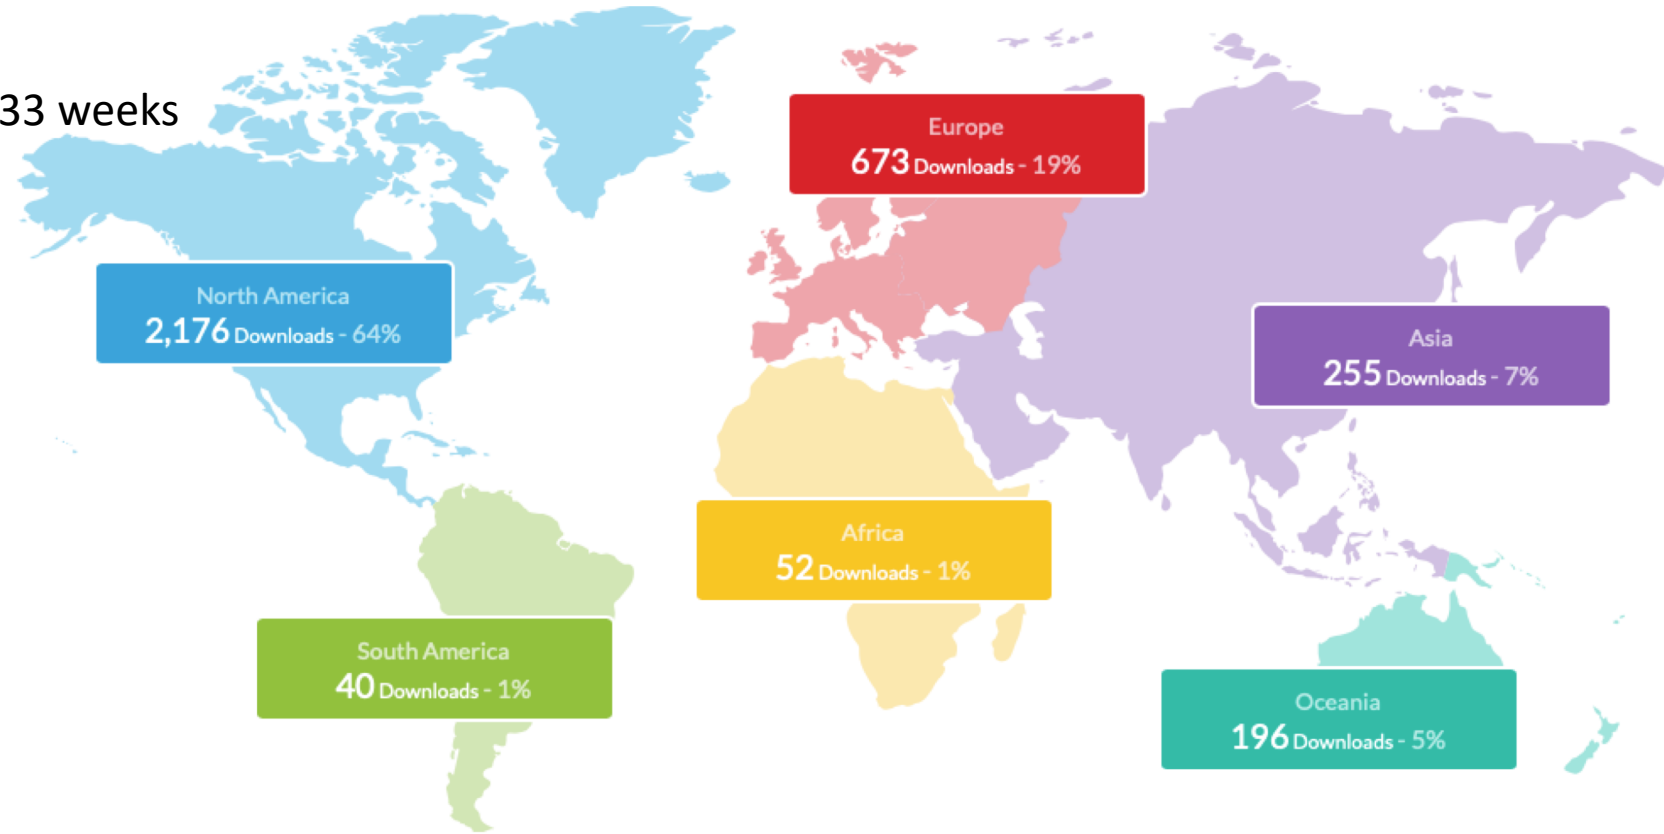 33 weeks
Europe
673 Downloads - 19%
North America
2,176 Downloads - 64%
Asia
255 Downloads - 7%
Africa
52 Downloads - 1%
South America
40 Downloads - 1%
Oceania
196 Downloads - 5%